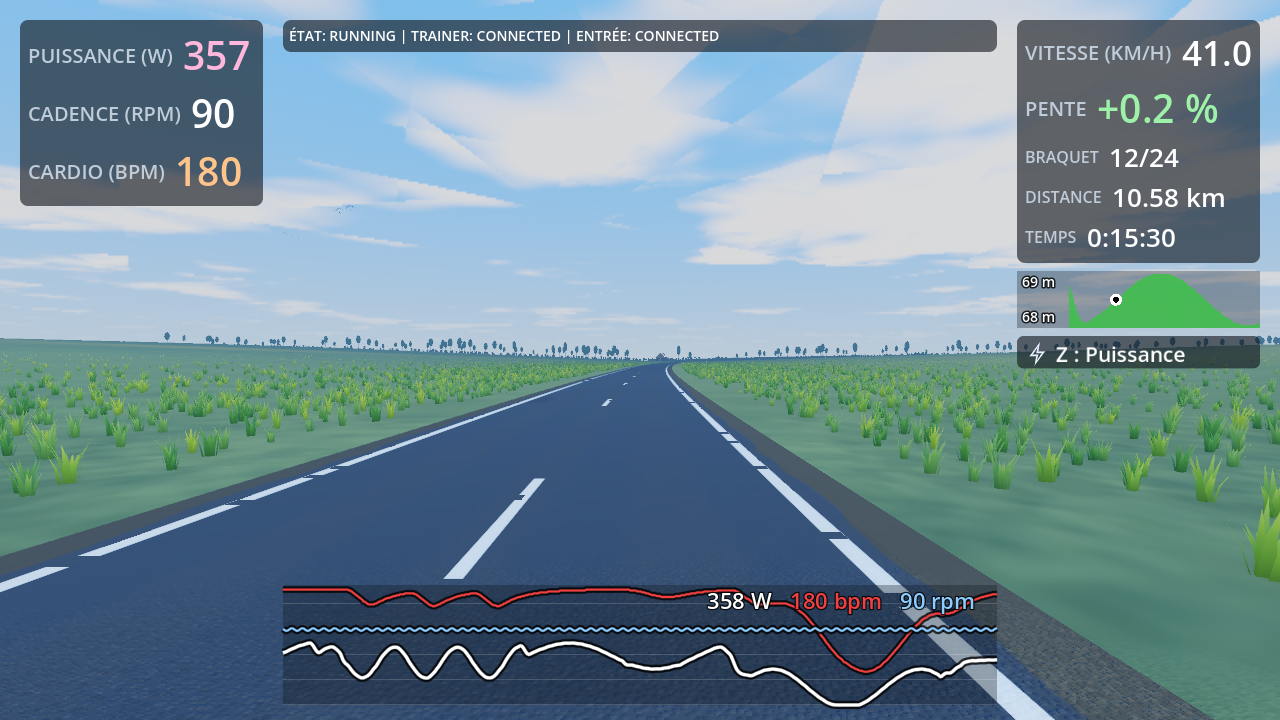 PUISSANCE (W) 357
CADENCE (RPM) 90
CARDIO (BPM) 180
ÉTAT: RUNNING | TRAINER: CONNECTED | ENTRÉE: CONNECTED
VITESSE (KM/H) 41.0
PENTE +0.2 %
BRAQUET 12/24
DISTANCE 10.58 km
TEMPS 0:15:30
69 m
68 m
Z : Puissance
358 W 180 bpm 90 rpm